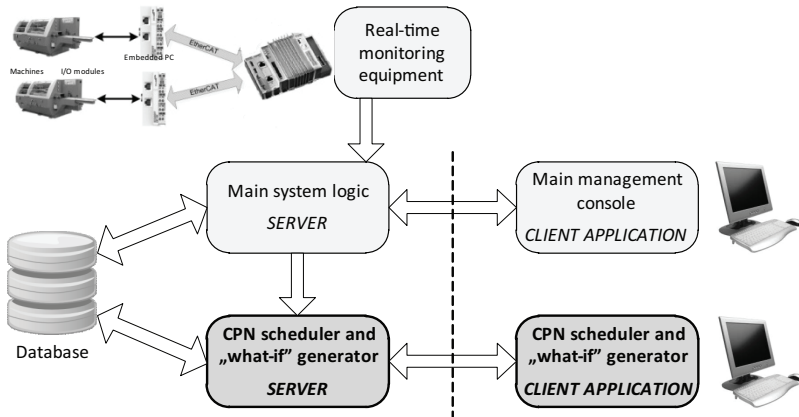 Real-time
monitoring
equipment
EtherCAT
Embedded PC
Machines
I/O modules
EtherCAT
Main system logic
SERVER
Main management
console
CLIENT APPLICATION
Database
CPN scheduler and
„what-if” generator
SERVER
CPN scheduler and
„what-if” generator
CLIENT APPLICATION